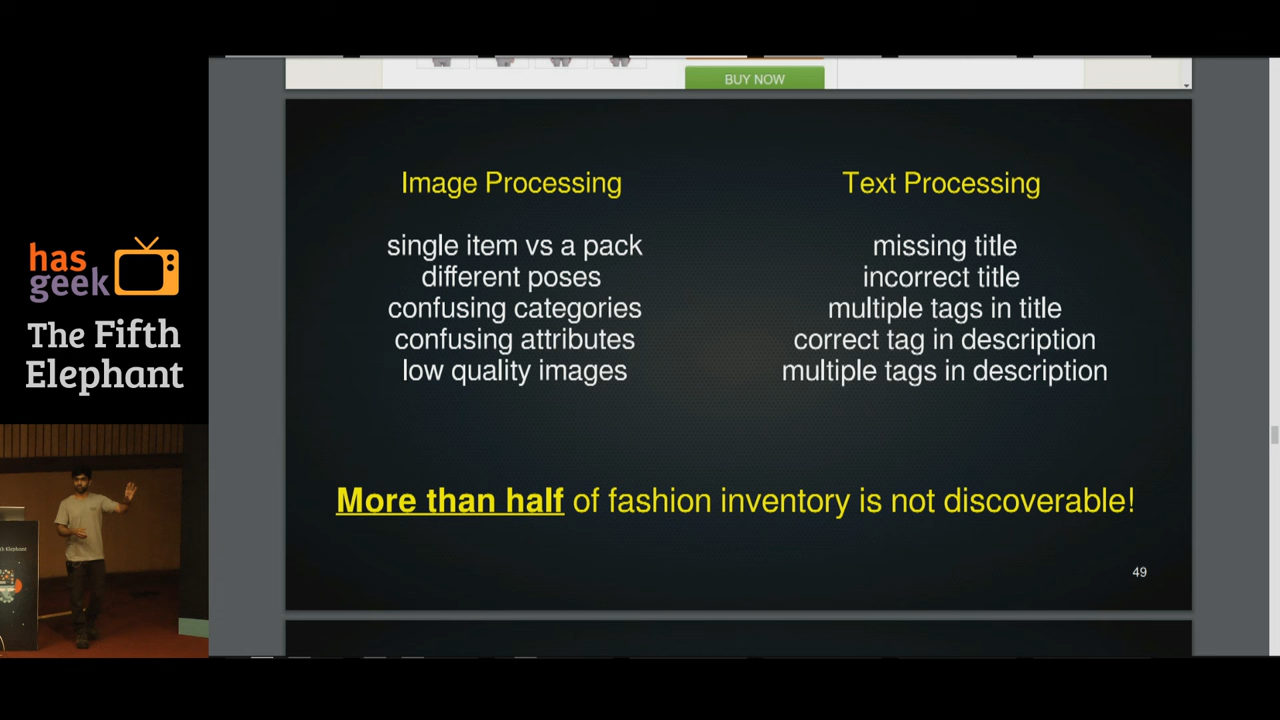 BUY NOW
Image Processing
single item vs a pack
different poses
confusing categories
confusing attributes
low quality images
Text Processing
missing title
incorrect title
multiple tags in title
correct tag in description
multiple tags in description
More than half of fashion inventory is not discoverable!
49
has
geek
The Fifth
Elephant